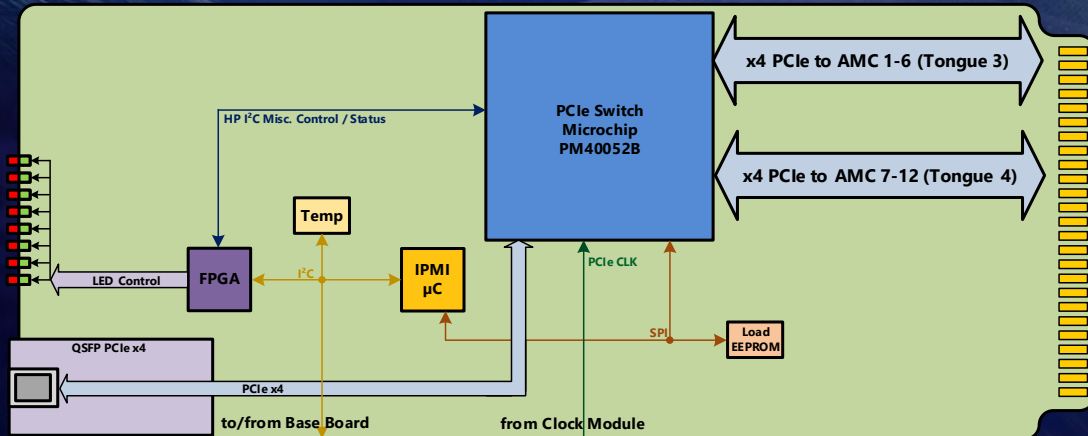 x4 PCIe to AMC 1-6 (Tongue 3)
PCIe Switch
Microchip
PM40052B
HP I²C Misc. Control / Status
x4 PCIe to AMC 7-12 (Tongue 4)
Temp
PCIe CLK
FPGA
I²C
IPMI
µC
LED Control
SPI
Load
EEPROM
QSFP PCIe x4
PCIe x4
to/from Base Board
from Clock Module